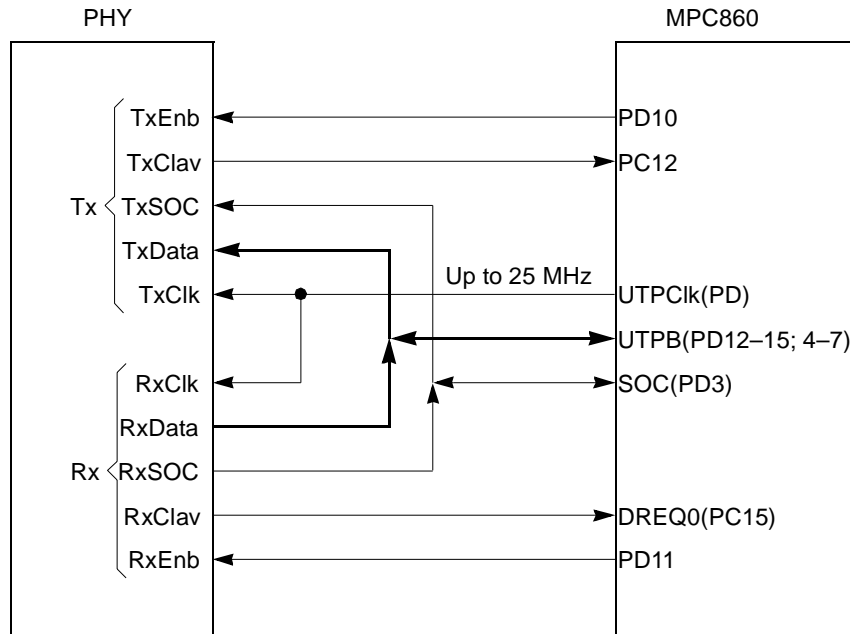 PHY MPC860
TxEnb PD10
TxClav PC12
Tx TxSOC
TxData
Up to 25 MHz
TxClk UTPClk(PD)
UTPB(PD12–15; 4–7)
RxClk SOC(PD3)
RxData
Rx RxSOC
RxClav DREQ0(PC15)
RxEnb PD11